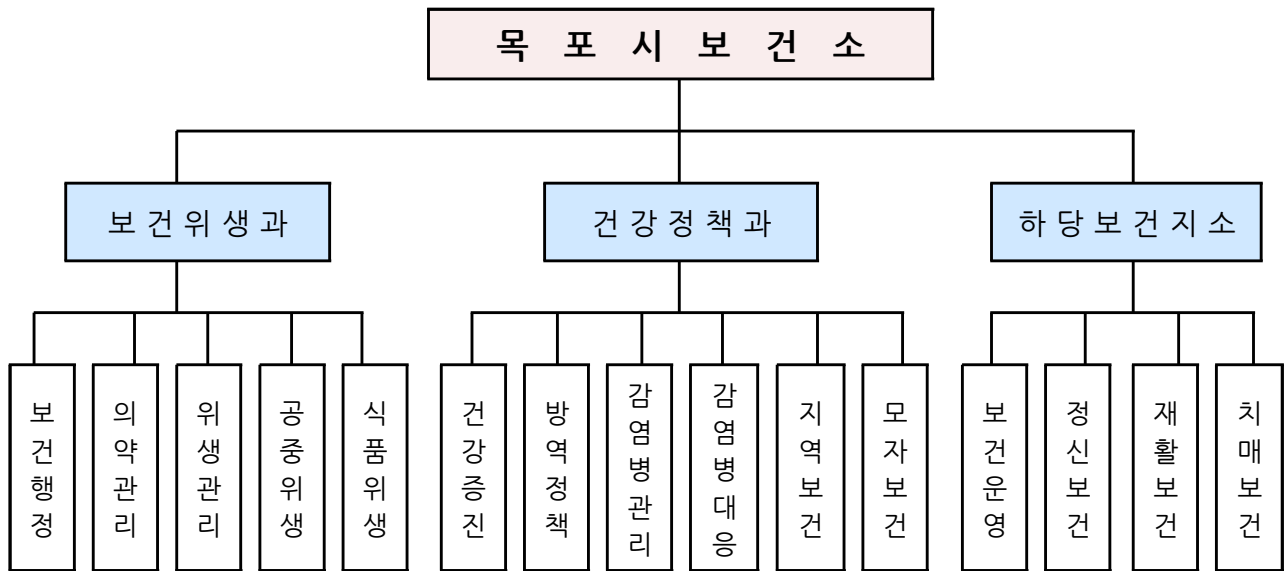 목 포 시 보 건 소
보 건 위 생 과
건 강 정 책 과
하 당 보 건 지 소
보건행정
의약관리
위생관리
공중위생
식품위생
건강증진
방역정책
감염병관리
감염병대응
지역보건
모자보건
보건운영
정신보건
재활보건
치매보건